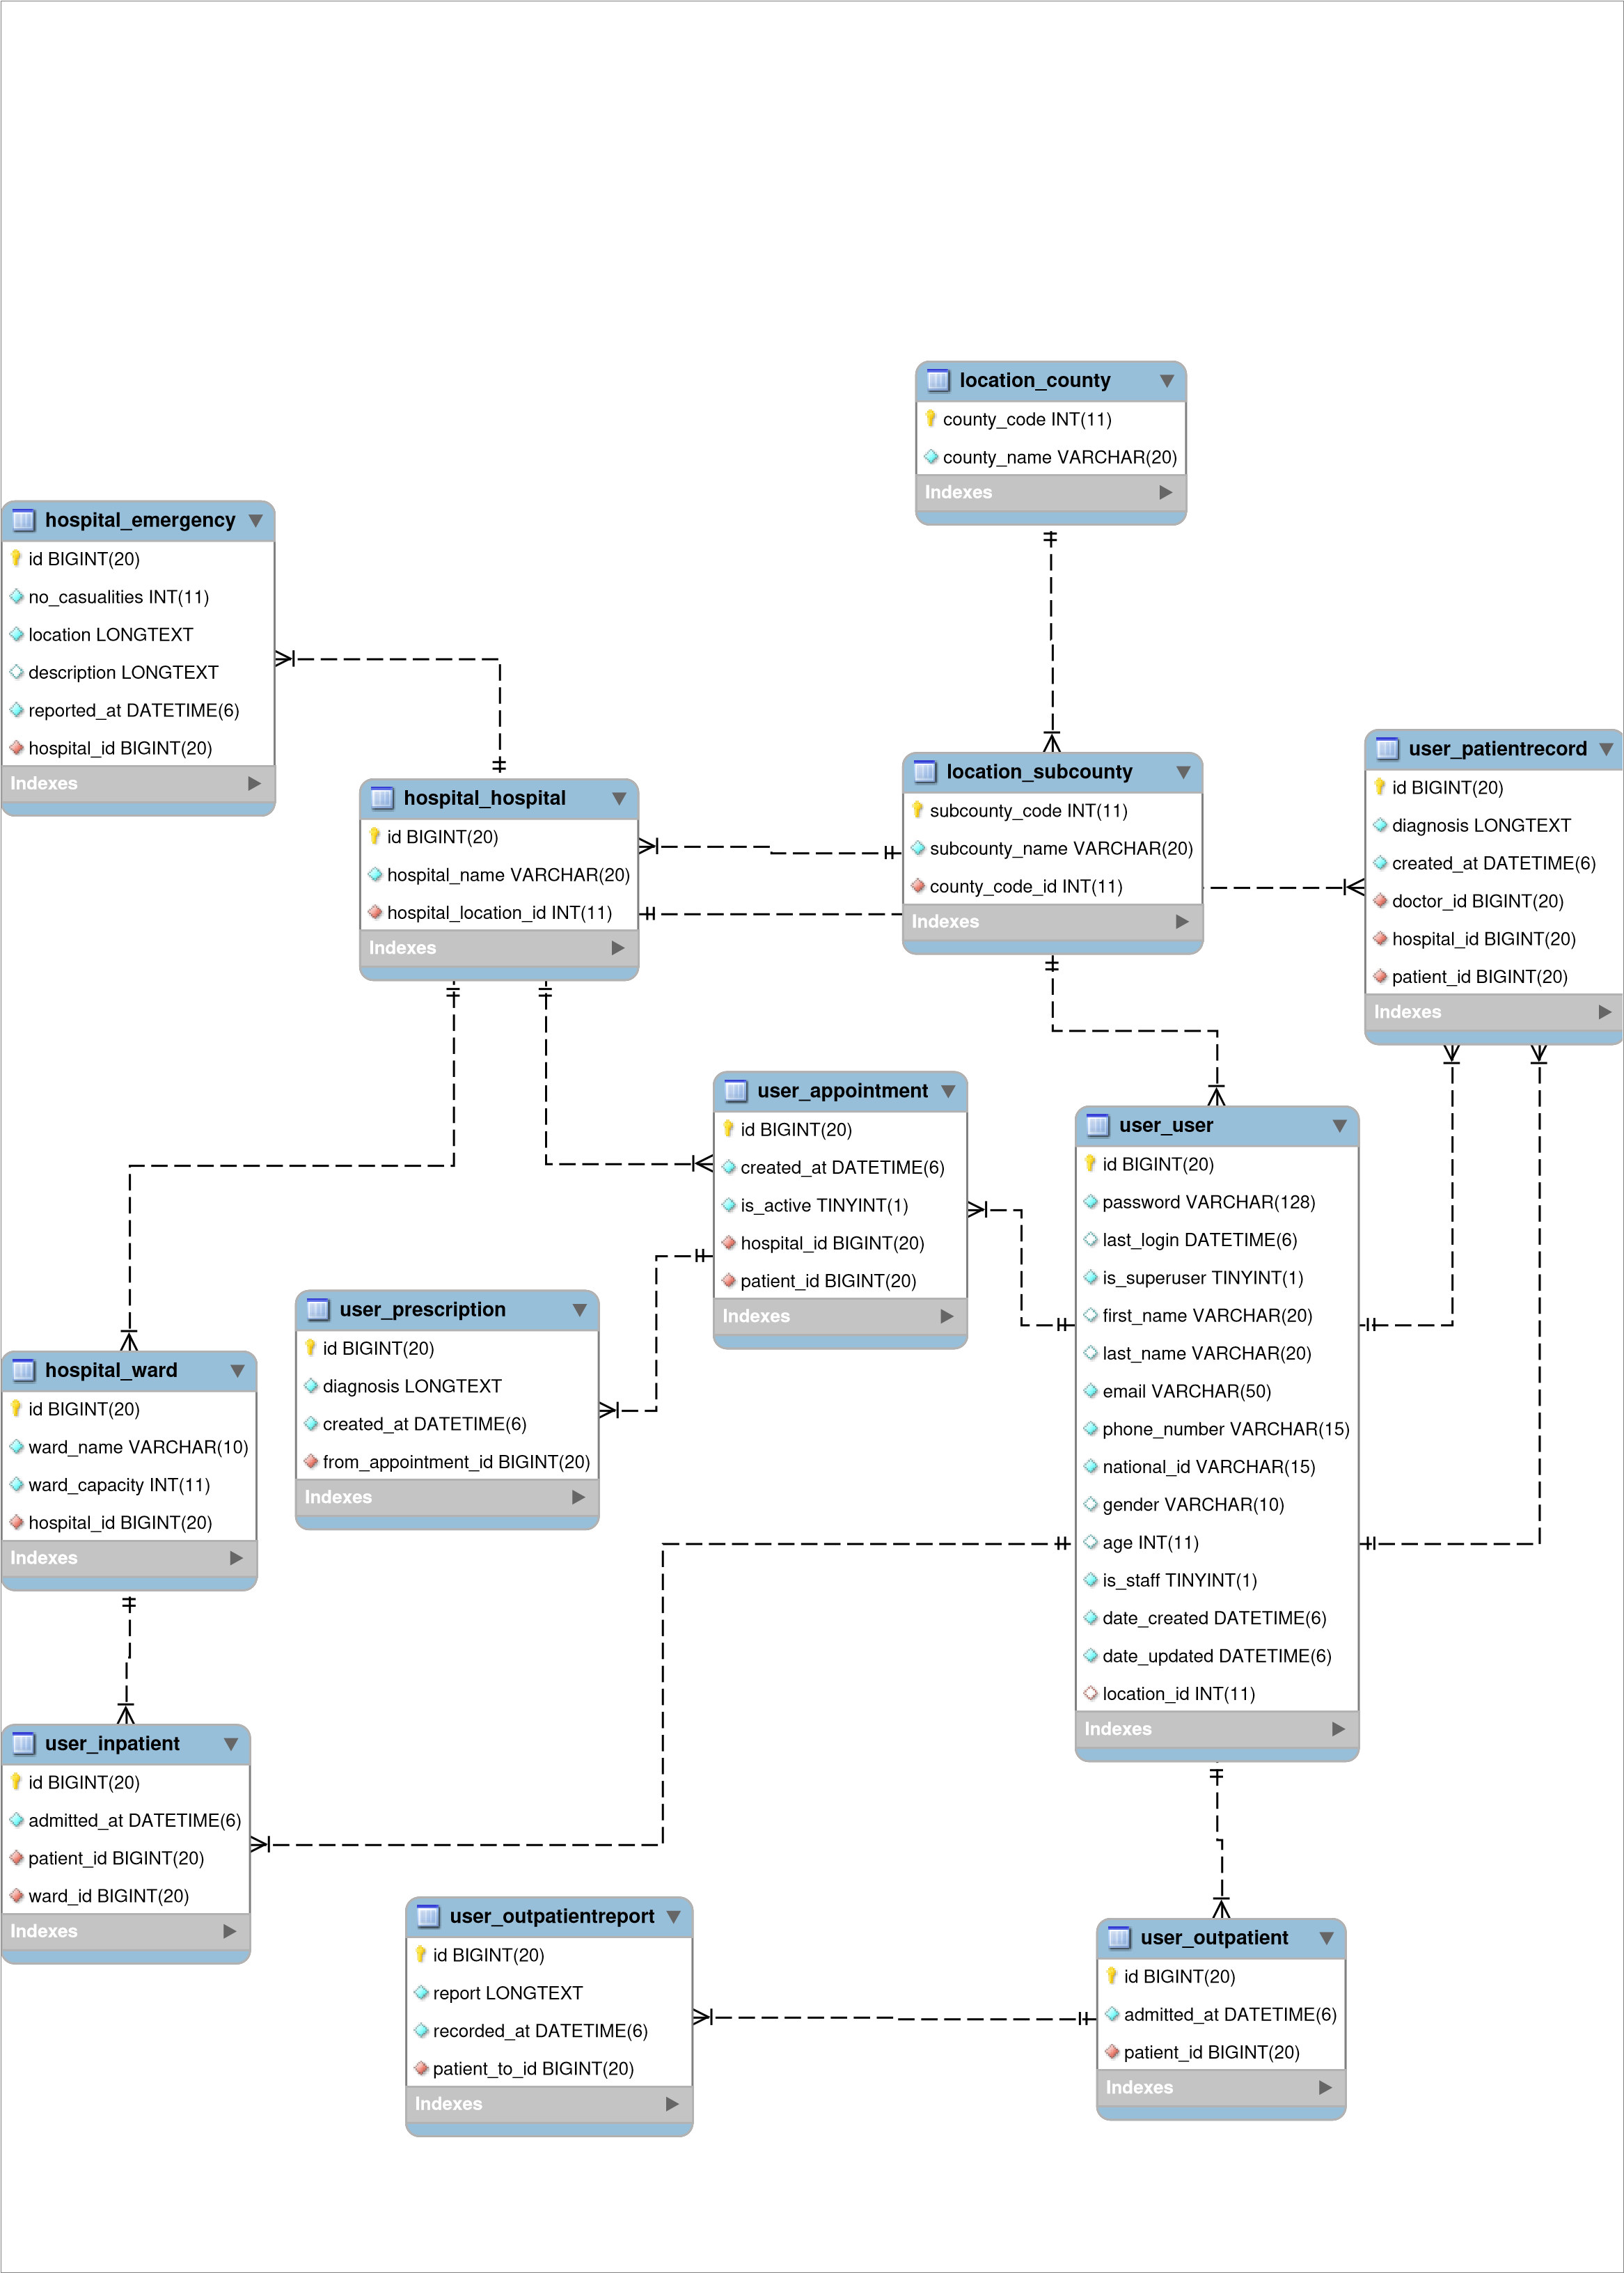 location_county
county_code INT(11)
county_name VARCHAR(20)
Indexes
hospital_emergency
id BIGINT(20)
no_casualities INT(11)
location LONGTEXT
description LONGTEXT
reported_at DATETIME(6)
hospital_id BIGINT(20)
Indexes
hospital_hospital
id BIGINT(20)
hospital_name VARCHAR(20)
hospital_location_id INT(11)
Indexes
location_subcounty
subcounty_code INT(11)
subcounty_name VARCHAR(20)
county_code_id INT(11)
Indexes
user_patientrecord
id BIGINT(20)
diagnosis LONGTEXT
created_at DATETIME(6)
doctor_id BIGINT(20)
hospital_id BIGINT(20)
patient_id BIGINT(20)
Indexes
user_appointment
id BIGINT(20)
created_at DATETIME(6)
is_active TINYINT(1)
hospital_id BIGINT(20)
patient_id BIGINT(20)
Indexes
user_user
id BIGINT(20)
password VARCHAR(128)
last_login DATETIME(6)
is_superuser TINYINT(1)
first_name VARCHAR(20)
last_name VARCHAR(20)
email VARCHAR(50)
phone_number VARCHAR(15)
national_id VARCHAR(15)
gender VARCHAR(10)
age INT(11)
is_staff TINYINT(1)
date_created DATETIME(6)
date_updated DATETIME(6)
location_id INT(11)
Indexes
user_prescription
id BIGINT(20)
diagnosis LONGTEXT
created_at DATETIME(6)
from_appointment_id BIGINT(20)
Indexes
hospital_ward
id BIGINT(20)
ward_name VARCHAR(10)
ward_capacity INT(11)
hospital_id BIGINT(20)
Indexes
user_inpatient
id BIGINT(20)
admitted_at DATETIME(6)
patient_id BIGINT(20)
ward_id BIGINT(20)
Indexes
user_outpatientreport
id BIGINT(20)
report LONGTEXT
recorded_at DATETIME(6)
patient_to_id BIGINT(20)
Indexes
user_outpatient
id BIGINT(20)
admitted_at DATETIME(6)
patient_id BIGINT(20)
Indexes